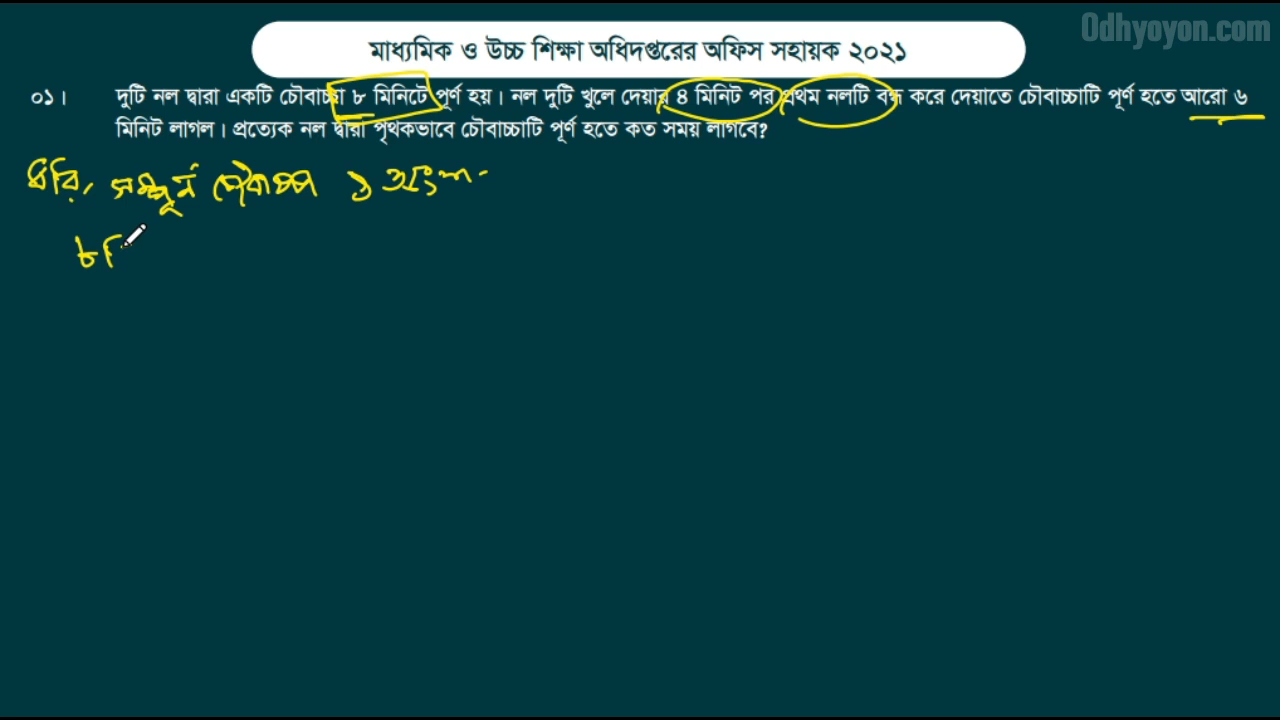 Odhyoyon.com
মাধ্যমিক ও উচ্চ শিক্ষা অধিদপ্তরের অফিস সহায়ক ২০২১
০১। দুটি নল দ্বারা একটি চৌবাচ্চা ৮ মিনিটে পূর্ণ হয়। নল দুটি খুলে দেয়ার ৪ মিনিট পর প্রথম নলটি বন্ধ করে দেয়াতে চৌবাচ্চাটি পূর্ণ হতে আরো ৬
মিনিট লাগল। প্রত্যেক নল দ্বারা পৃথকভাবে চৌবাচ্চাটি পূর্ণ হতে কত সময় লাগবে?
ধরি, সম্পূর্ন চৌবাচ্চা ১ অংশ
৮